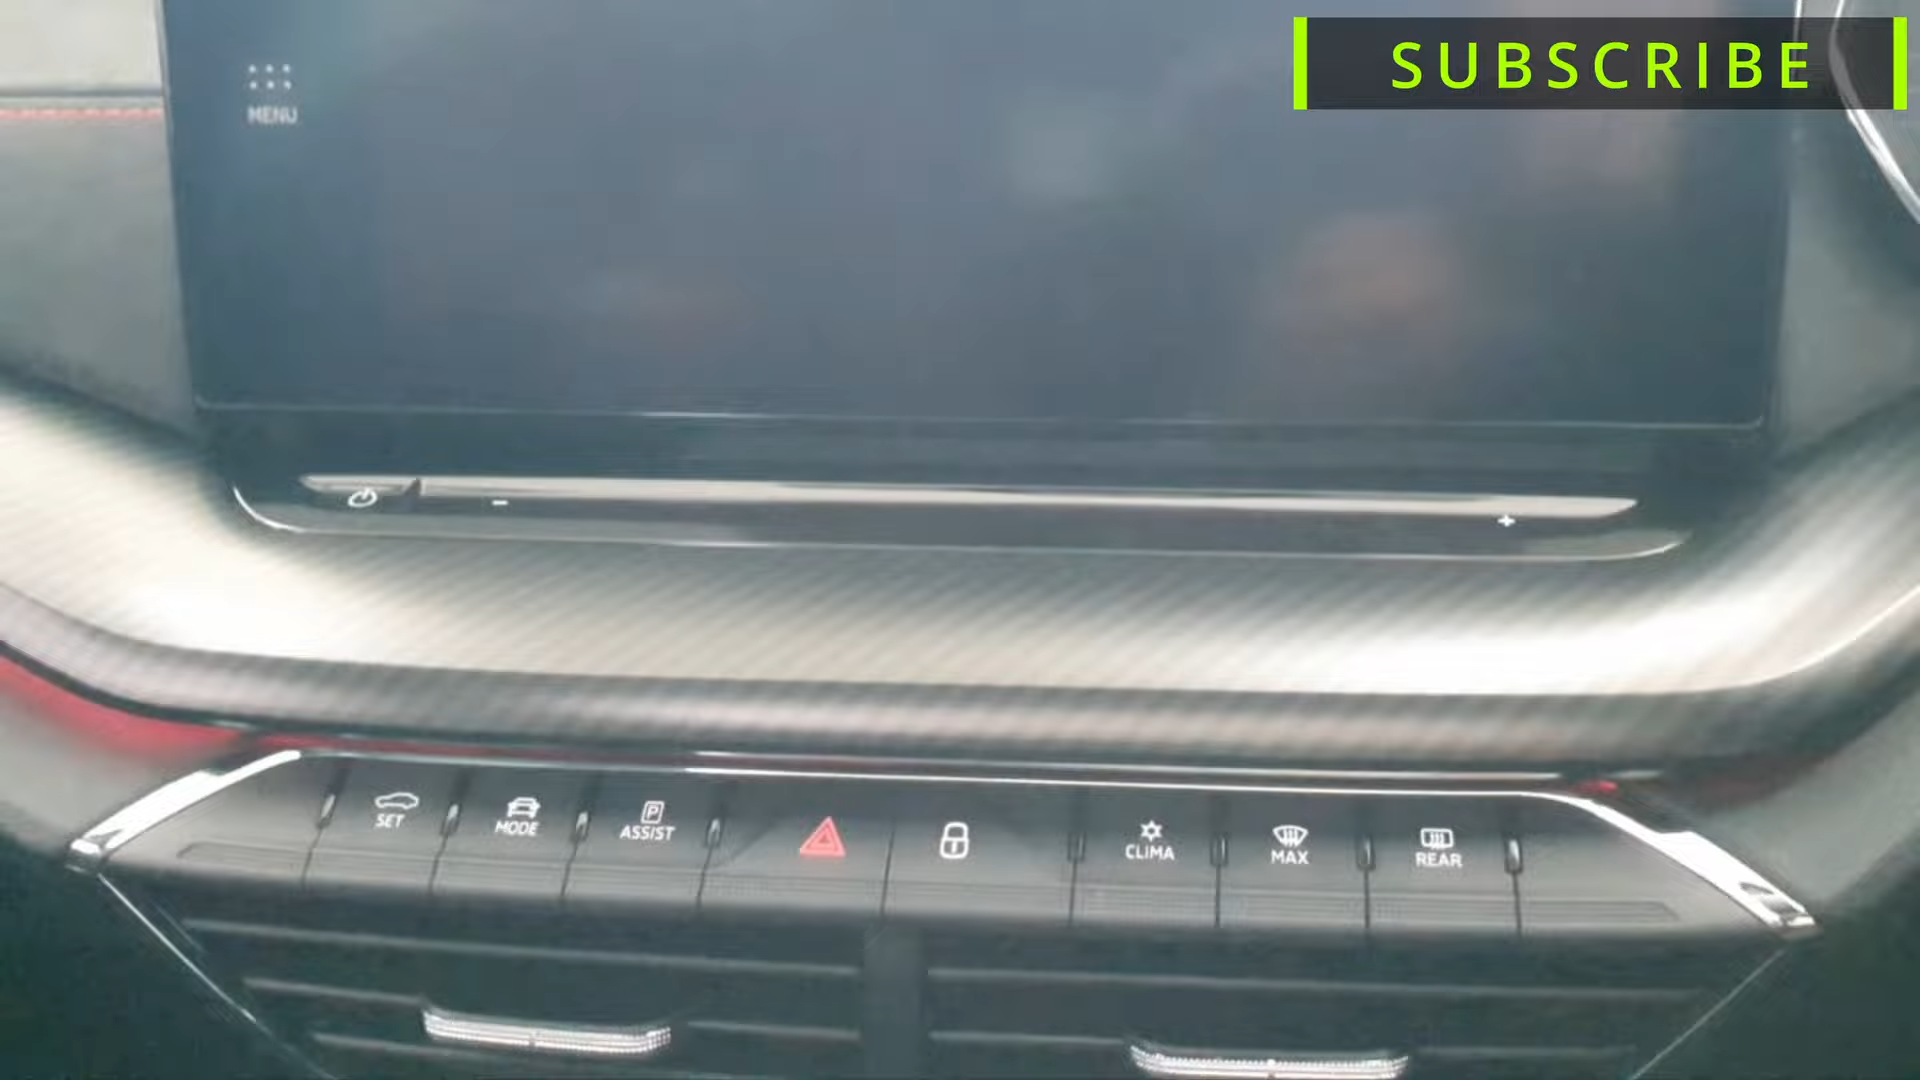 SUBSCRIBE
MENU
-
+
SET
MODE
P
ASSIST
CLIMA
MAX
REAR